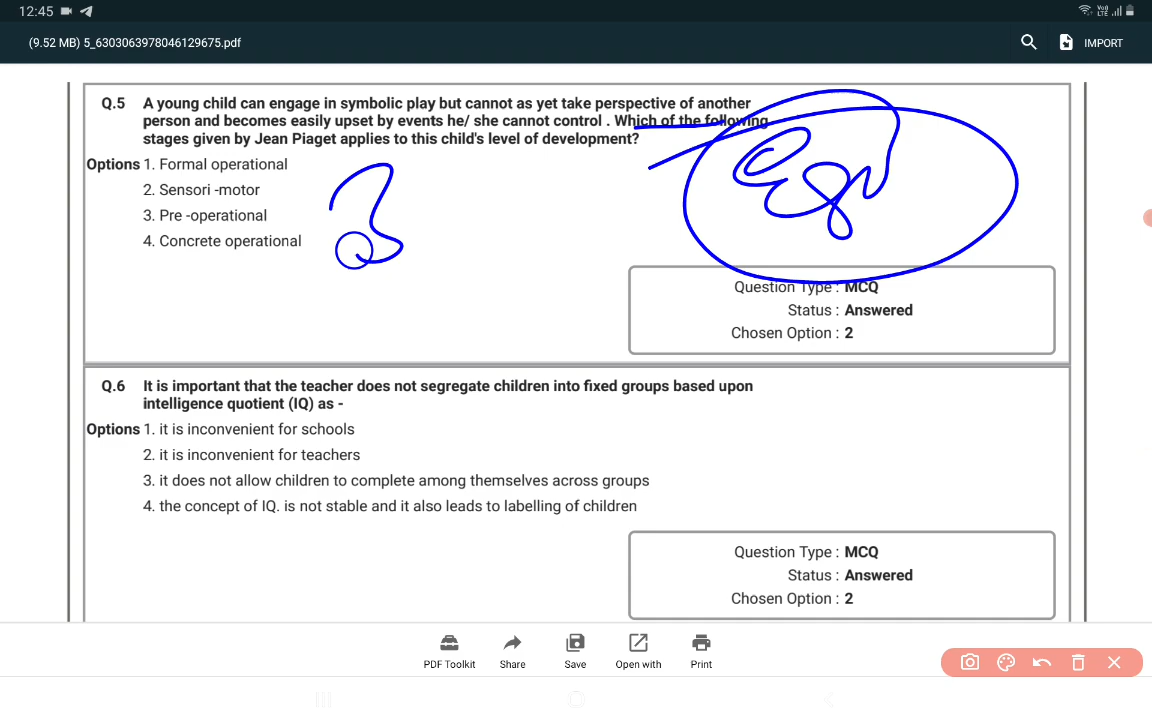 12:45
Vo))
LTE
(9.52 MB) 5_6303063978046129675.pdf
IMPORT
Q.5 A young child can engage in symbolic play but cannot as yet take perspective of another
person and becomes easily upset by events he/ she cannot control . Which of the following
stages given by Jean Piaget applies to this child's level of development?
Options 1. Formal operational
2. Sensori -motor
3. Pre -operational
4. Concrete operational
3
Question Type : MCQ
Status : Answered
Chosen Option : 2
Q.6 It is important that the teacher does not segregate children into fixed groups based upon
intelligence quotient (IQ) as -
Options 1. it is inconvenient for schools
2. it is inconvenient for teachers
3. it does not allow children to complete among themselves across groups
4. the concept of IQ. is not stable and it also leads to labelling of children
Question Type : MCQ
Status : Answered
Chosen Option : 2
PDF Toolkit
Share
Save
Open with
Print